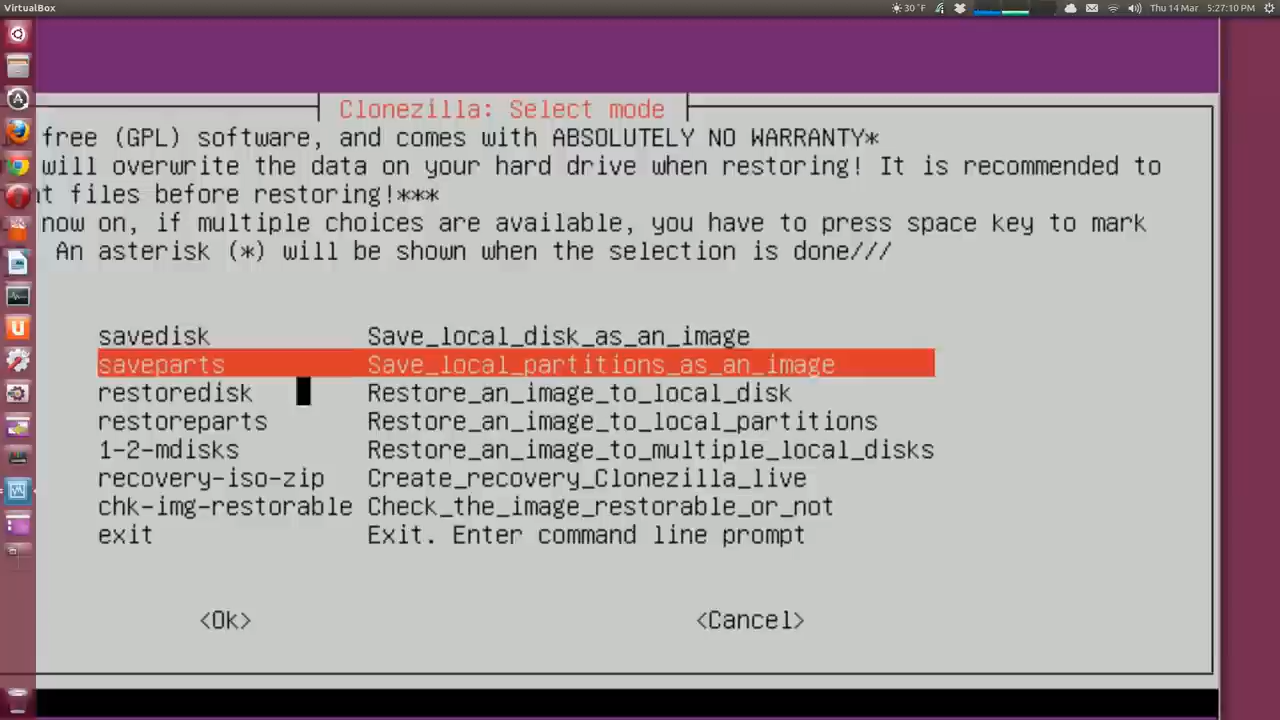 VirtualBox
30 °F
Thu 14 Mar
5:27:10 PM
Clonezilla: Select mode
free (GPL) software, and comes with ABSOLUTELY NO WARRANTY*
will overwrite the data on your hard drive when restoring! It is recommended to
t files before restoring!***
now on, if multiple choices are available, you have to press space key to mark
An asterisk (*) will be shown when the selection is done///
savedisk Save_local_disk_as_an_image
saveparts Save_local_partitions_as_an_image
restoredisk Restore_an_image_to_local_disk
restoreparts Restore_an_image_to_local_partitions
1-2-mdisks Restore_an_image_to_multiple_local_disks
recovery-iso-zip Create_recovery_Clonezilla_live
chk-img-restorable Check_the_image_restorable_or_not
exit Exit. Enter command line prompt
<Ok> <Cancel>